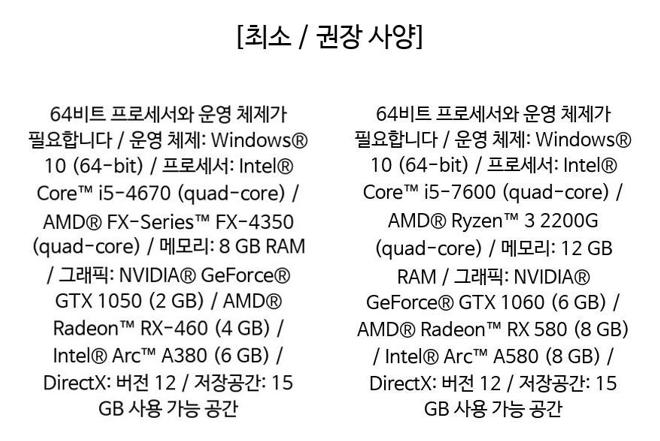 [최소 / 권장 사양]
64비트 프로세서와 운영 체제가
필요합니다 / 운영 체제: Windows®
10 (64-bit) / 프로세서: Intel®
Core™ i5-4670 (quad-core) /
AMD® FX-Series™ FX-4350
(quad-core) / 메모리: 8 GB RAM
/ 그래픽: NVIDIA® GeForce®
GTX 1050 (2 GB) / AMD®
Radeon™ RX-460 (4 GB) /
Intel® Arc™ A380 (6 GB) /
DirectX: 버전 12 / 저장공간: 15
GB 사용 가능 공간
64비트 프로세서와 운영 체제가
필요합니다 / 운영 체제: Windows®
10 (64-bit) / 프로세서: Intel®
Core™ i5-7600 (quad-core) /
AMD® Ryzen™ 3 2200G
(quad-core) / 메모리: 12 GB
RAM / 그래픽: NVIDIA®
GeForce® GTX 1060 (6 GB) /
AMD® Radeon™ RX 580 (8 GB)
/ Intel® Arc™ A580 (8 GB) /
DirectX: 버전 12 / 저장공간: 15
GB 사용 가능 공간